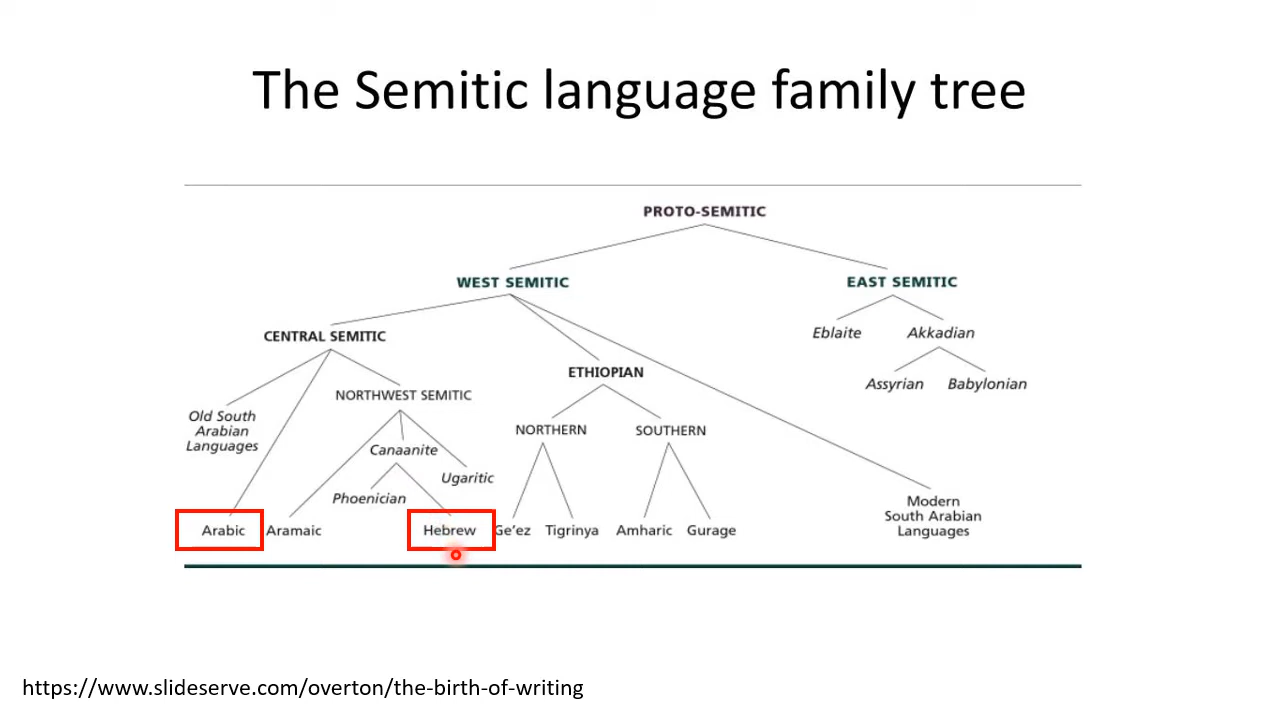 The Semitic language family tree
PROTO-SEMITIC
WEST SEMITIC
EAST SEMITIC
CENTRAL SEMITIC
Eblaite
Akkadian
ETHIOPIAN
Assyrian
Babylonian
NORTHWEST SEMITIC
Old South
Arabian
Languages
NORTHERN
SOUTHERN
Canaanite
Ugaritic
Phoenician
Modern
South Arabian
Languages
Arabic
Aramaic
Hebrew
Ge’ez
Tigrinya
Amharic
Gurage
https://www.slideserve.com/overton/the-birth-of-writing